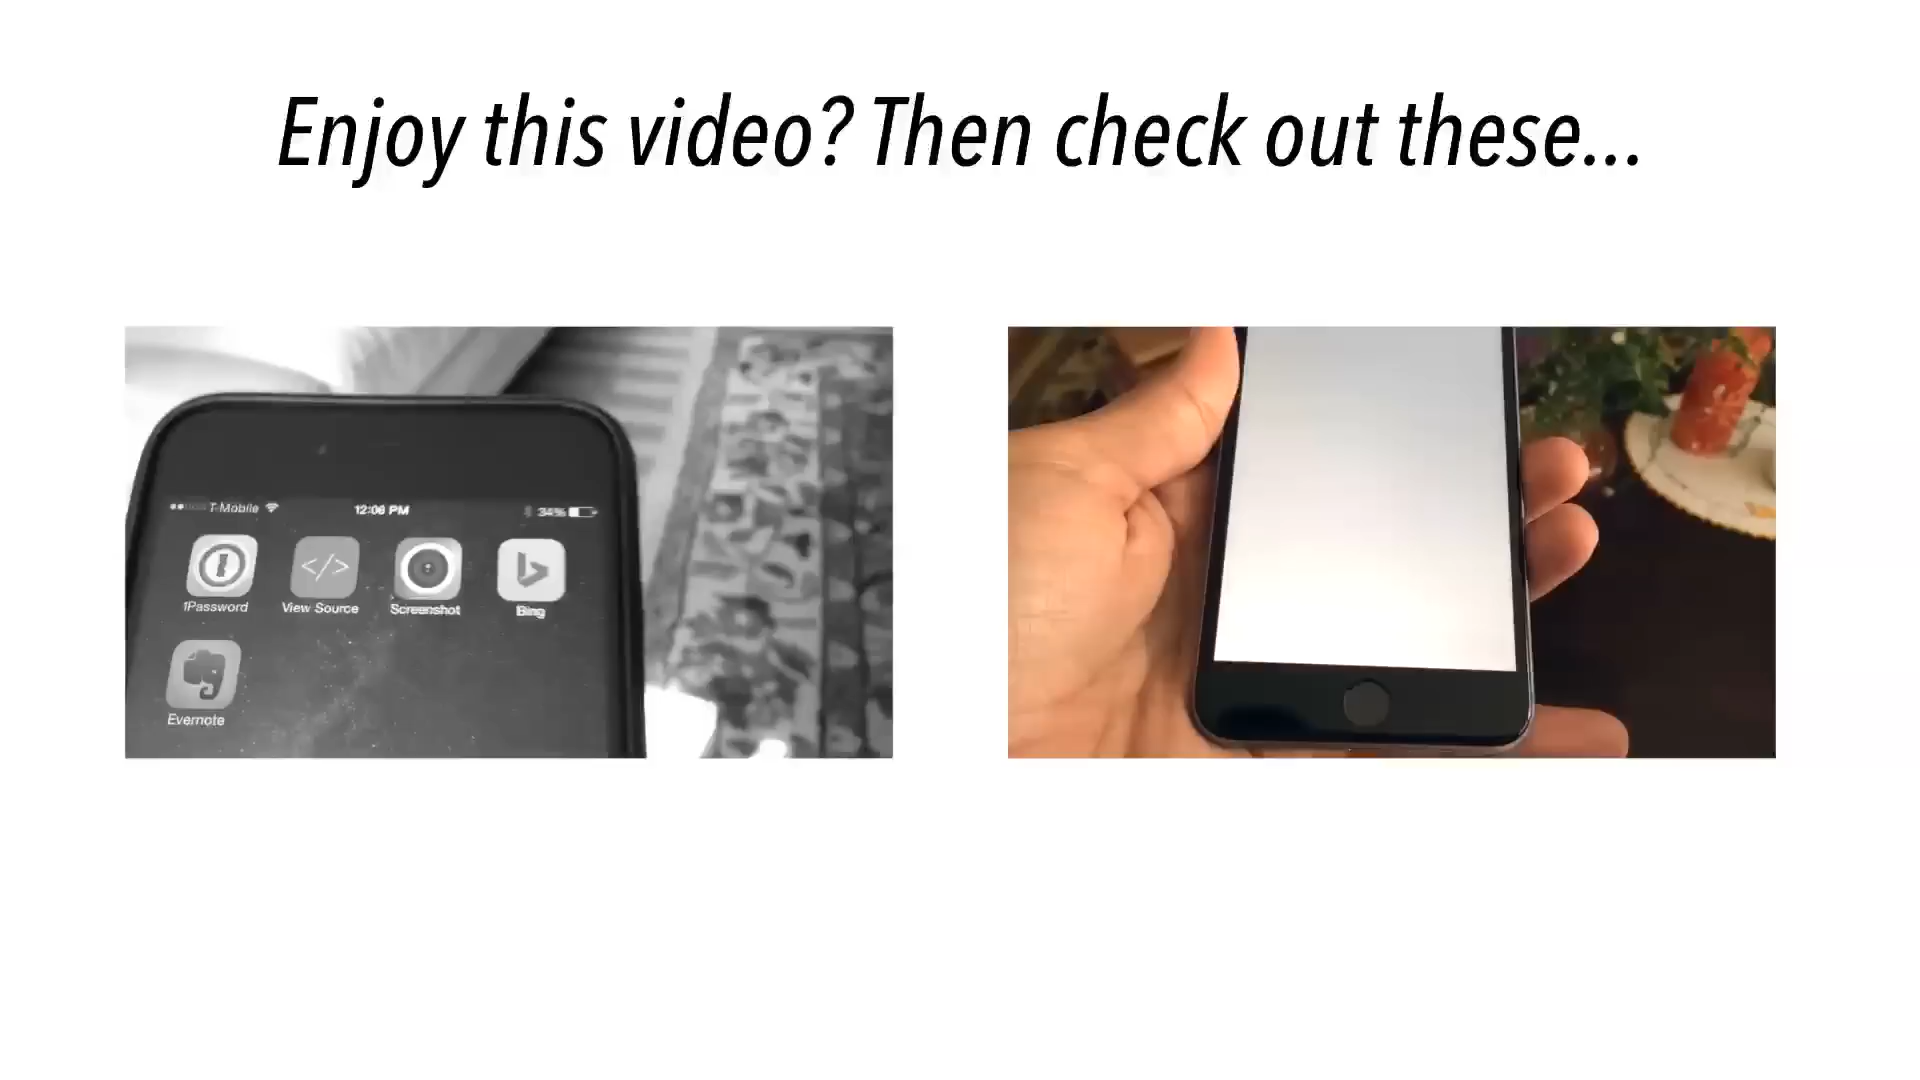 Enjoy this video? Then check out these...
T-Mobile 12:06 PM 34%
1Password View Source Screenshot Bing
Evernote